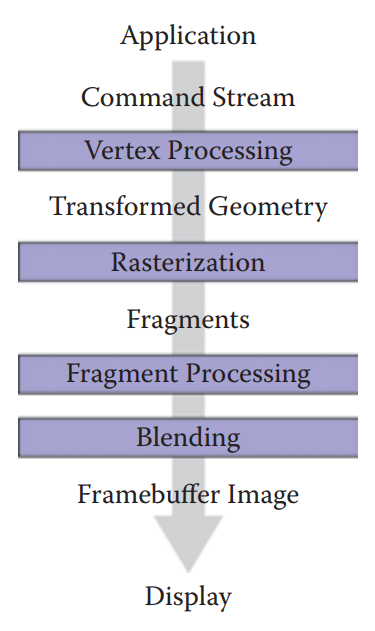 Application
Command Stream
Vertex Processing
Transformed Geometry
Rasterization
Fragments
Fragment Processing
Blending
Framebuffer Image
Display